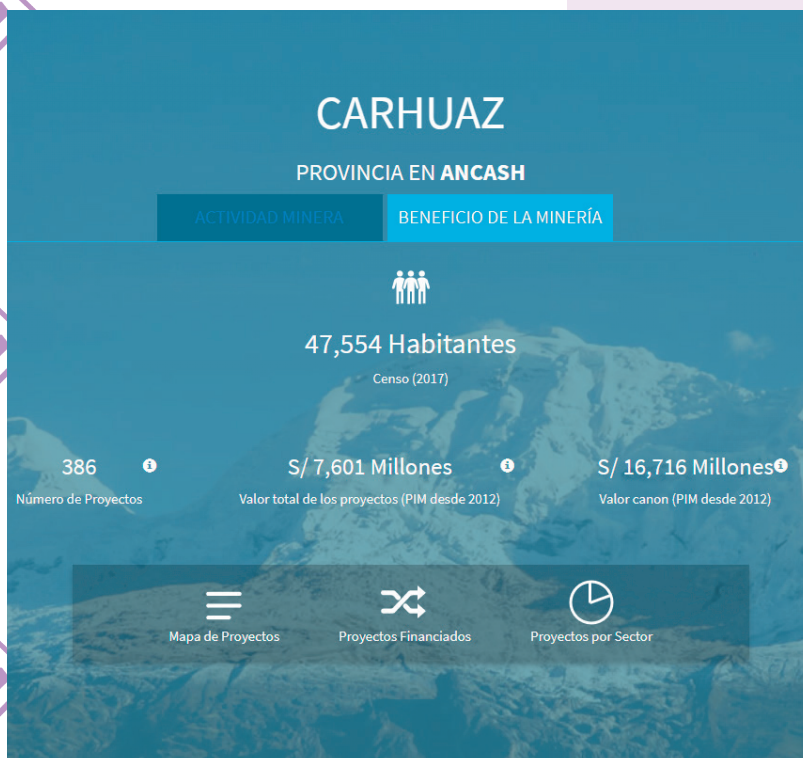 CARHUAZ
PROVINCIA EN ANCASH
ACTIVIDAD MINERA
BENEFICIO DE LA MINERÍA
47,554 Habitantes
Censo (2017)
386
Número de Proyectos
S/ 7,601 Millones
Valor total de los proyectos (PIM desde 2012)
S/ 16,716 Millones
Valor canon (PIM desde 2012)
Mapa de Proyectos
Proyectos Financiados
Proyectos por Sector